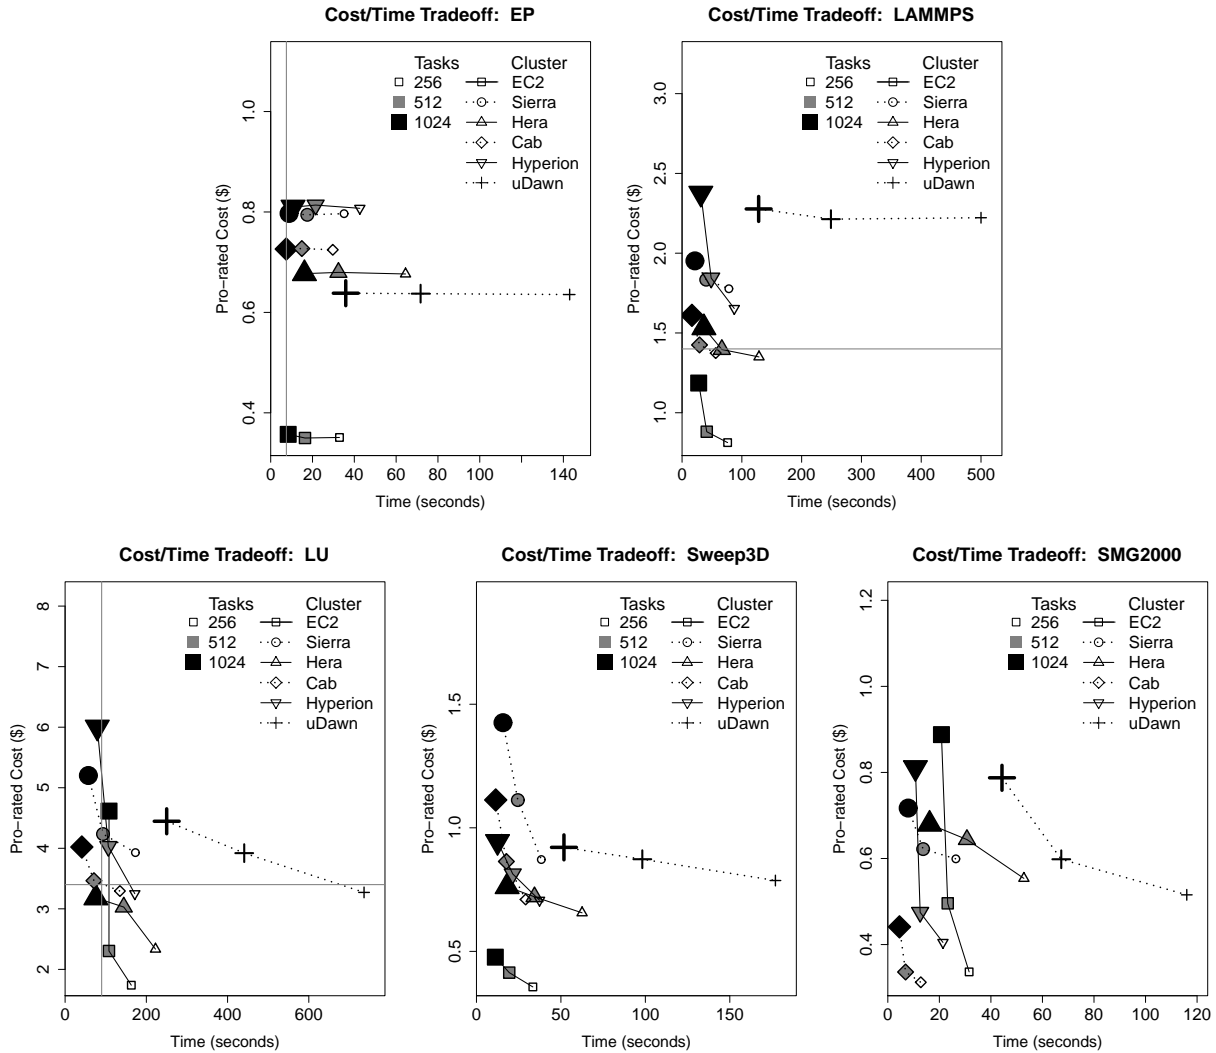 Cost/Time Tradeoff: EP
Pro-rated Cost ($)
1.0
0.8
0.6
0.4
Tasks
256
512
1024
Cluster
EC2
Sierra
Hera
Cab
Hyperion
uDawn
0 20 40 60 80 100 140
Time (seconds)
Cost/Time Tradeoff: LAMMPS
Pro-rated Cost ($)
3.0
2.5
2.0
1.5
1.0
Tasks
256
512
1024
Cluster
EC2
Sierra
Hera
Cab
Hyperion
uDawn
0 100 200 300 400 500
Time (seconds)
Cost/Time Tradeoff: LU
Pro-rated Cost ($)
8
7
6
5
4
3
2
Tasks
256
512
1024
Cluster
EC2
Sierra
Hera
Cab
Hyperion
uDawn
0 200 400 600
Time (seconds)
Cost/Time Tradeoff: Sweep3D
Pro-rated Cost ($)
1.5
1.0
0.5
Tasks
256
512
1024
Cluster
EC2
Sierra
Hera
Cab
Hyperion
uDawn
0 50 100 150
Time (seconds)
Cost/Time Tradeoff: SMG2000
Pro-rated Cost ($)
1.2
1.0
0.8
0.6
0.4
Tasks
256
512
1024
Cluster
EC2
Sierra
Hera
Cab
Hyperion
uDawn
0 20 40 60 80 120
Time (seconds)